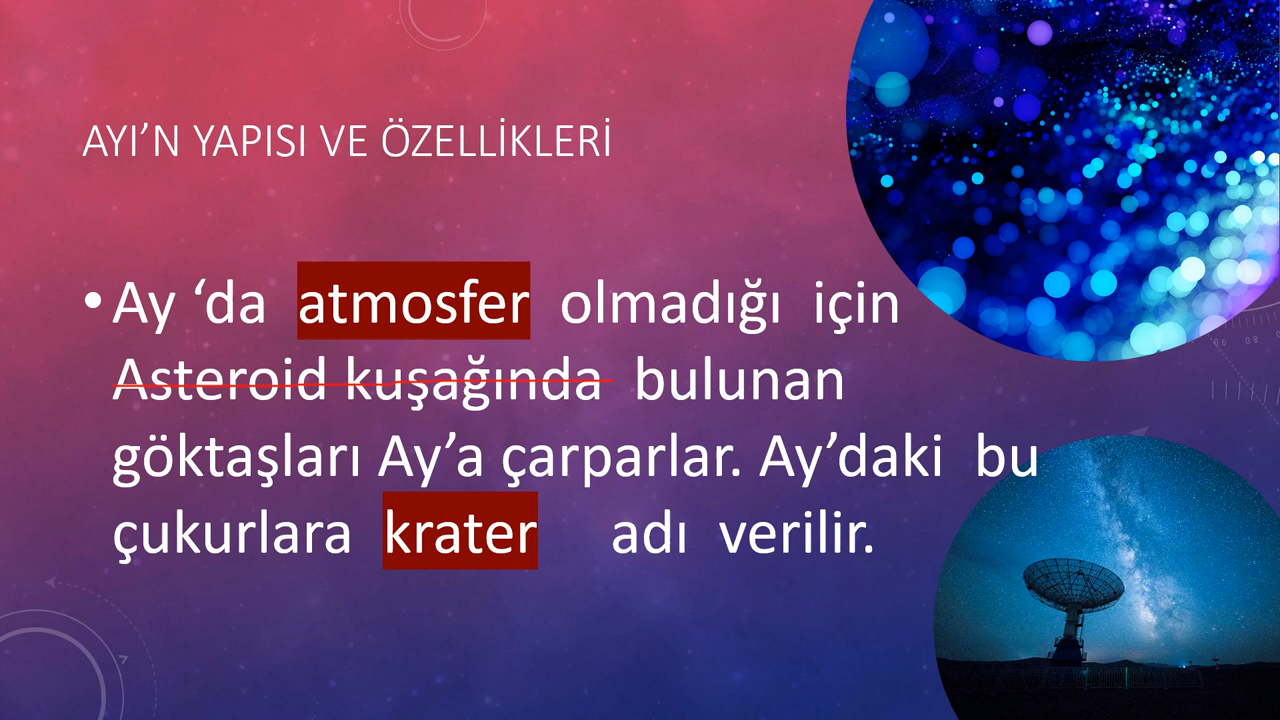 AYI’N YAPISI VE ÖZELLİKLERİ
• Ay ‘da atmosfer olmadığı için
Asteroid kuşağında bulunan
göktaşları Ay’a çarparlar. Ay’daki bu
çukurlara krater adı verilir.